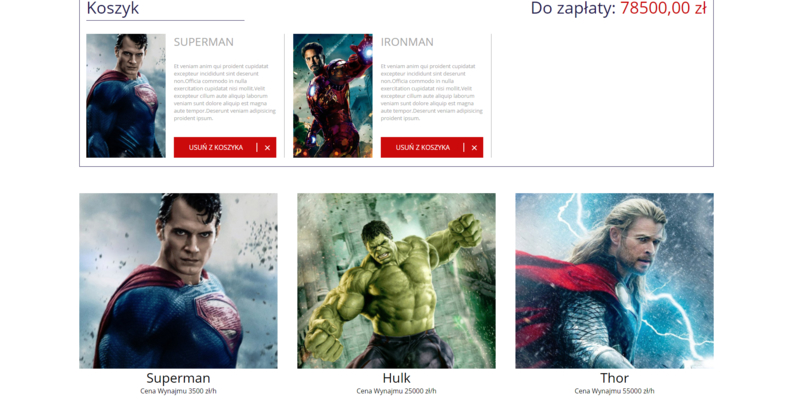 Koszyk
Do zapłaty: 78500,00 zł
SUPERMAN
Et veniam anim qui proident cupidatat
excepteur incididunt sint deserunt
non.Officia commodo in nulla
exercitation cupidatat nisi mollit.Velit
excepteur cillum aute aliquip laborum
veniam sunt dolore aliquip est magna
aute tempor.Deserunt veniam adipisicing
proident ipsum.
USUŃ Z KOSZYKA | ✕
IRONMAN
Et veniam anim qui proident cupidatat
excepteur incididunt sint deserunt
non.Officia commodo in nulla
exercitation cupidatat nisi mollit.Velit
excepteur cillum aute aliquip laborum
veniam sunt dolore aliquip est magna
aute tempor.Deserunt veniam adipisicing
proident ipsum.
USUŃ Z KOSZYKA | ✕
Superman
Cena Wynajmu 3500 zł/h
Hulk
Cena Wynajmu 25000 zł/h
Thor
Cena Wynajmu 55000 zł/h